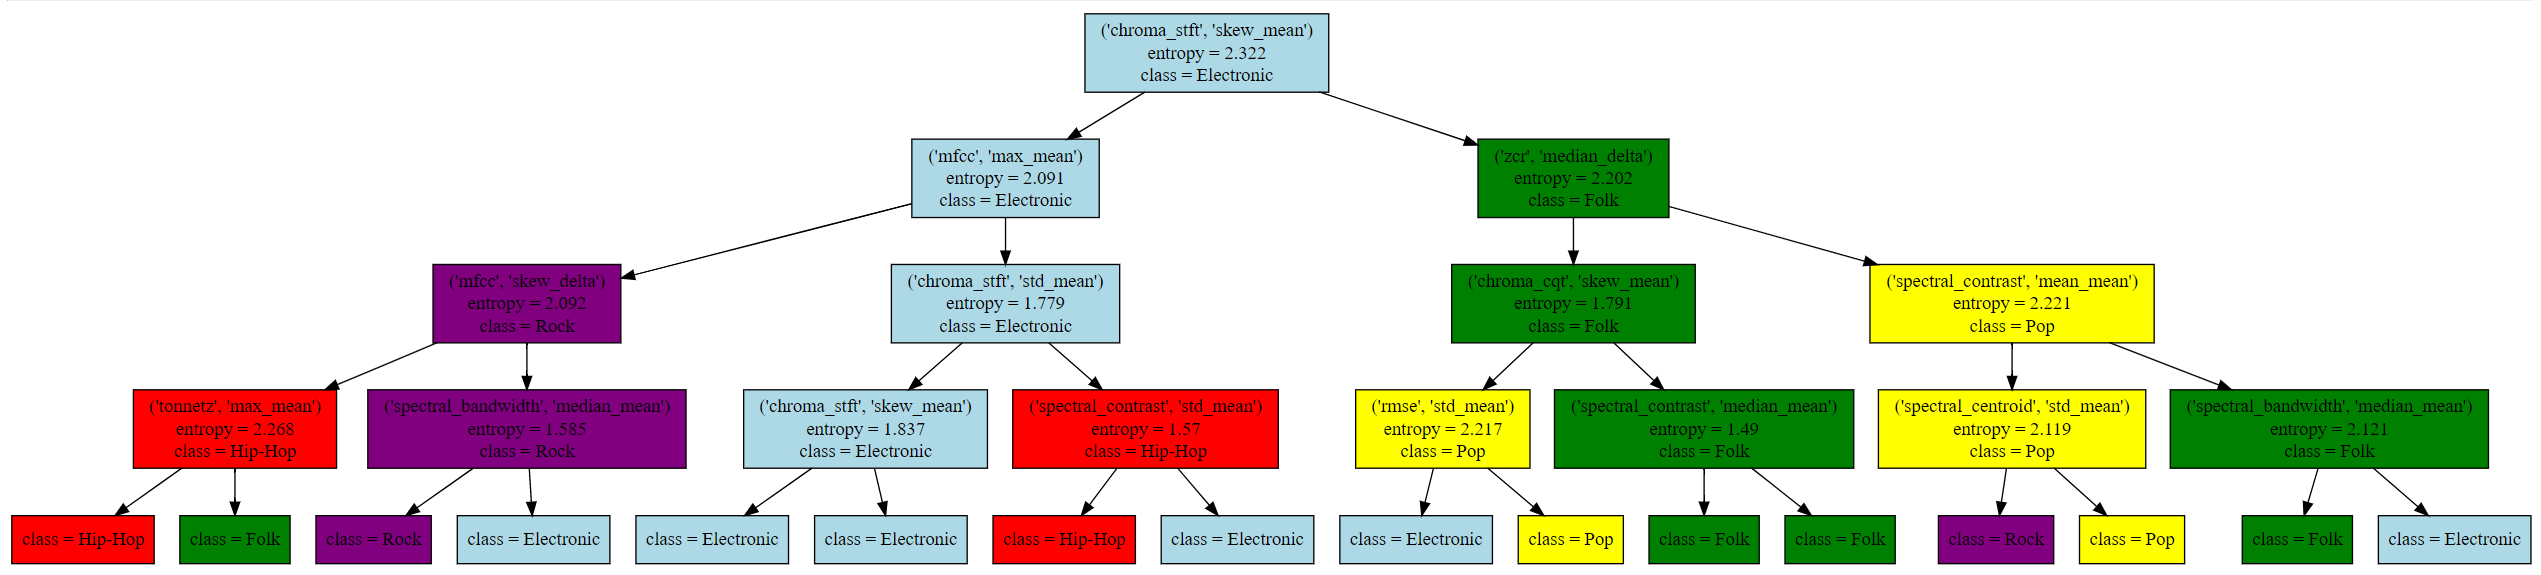 ('chroma_stft', 'skew_mean')
entropy = 2.322
class = Electronic
('mfcc', 'max_mean')
entropy = 2.091
class = Electronic
('zcr', 'median_delta')
entropy = 2.202
class = Folk
('mfcc', 'skew_delta')
entropy = 2.092
class = Rock
('chroma_stft', 'std_mean')
entropy = 1.779
class = Electronic
('chroma_cqt', 'skew_mean')
entropy = 1.791
class = Folk
('spectral_contrast', 'mean_mean')
entropy = 2.221
class = Pop
('tonnetz', 'max_mean')
entropy = 2.268
class = Hip-Hop
('spectral_bandwidth', 'median_mean')
entropy = 1.585
class = Rock
('chroma_stft', 'skew_mean')
entropy = 1.837
class = Electronic
('spectral_contrast', 'std_mean')
entropy = 1.57
class = Hip-Hop
('rmse', 'std_mean')
entropy = 2.217
class = Pop
('spectral_contrast', 'median_mean')
entropy = 1.49
class = Folk
('spectral_centroid', 'std_mean')
entropy = 2.119
class = Pop
('spectral_bandwidth', 'median_mean')
entropy = 2.121
class = Folk
class = Hip-Hop
class = Folk
class = Rock
class = Electronic
class = Electronic
class = Electronic
class = Hip-Hop
class = Electronic
class = Electronic
class = Pop
class = Folk
class = Folk
class = Rock
class = Pop
class = Folk
class = Electronic